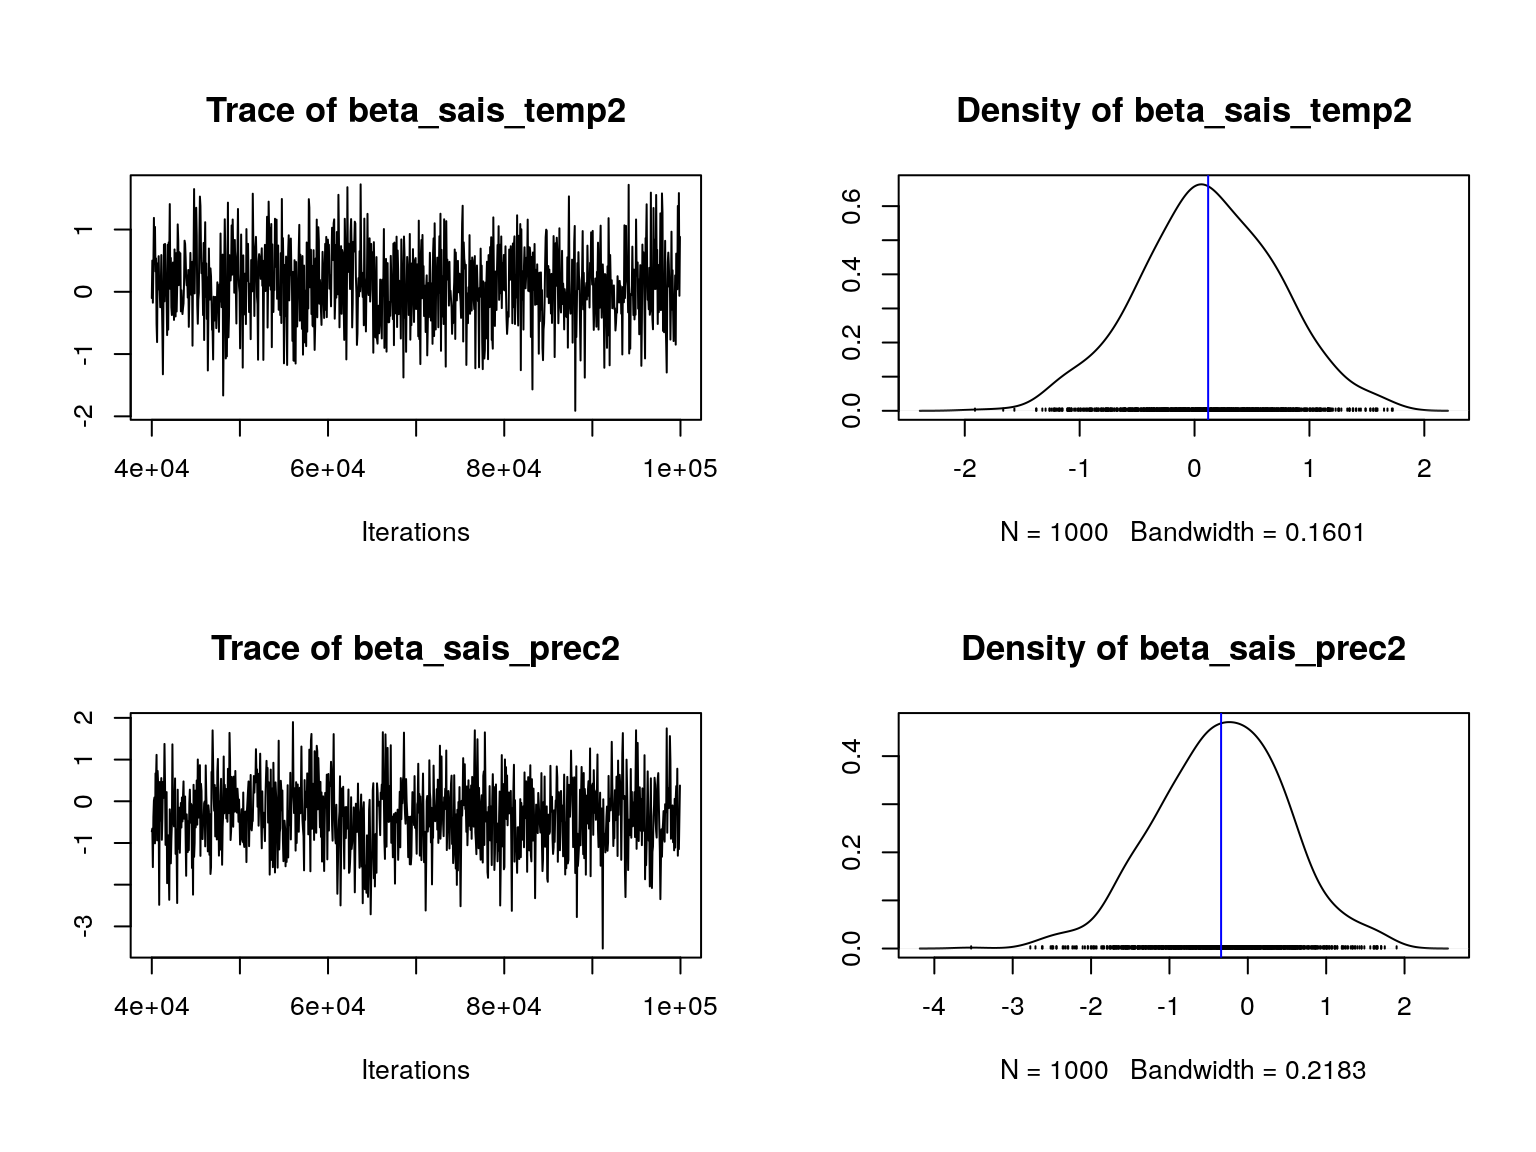 Trace of beta_sais_temp2
1
0
-1
-2
4e+04 6e+04 8e+04 1e+05
Iterations
Density of beta_sais_temp2
0.6
0.4
0.2
0.0
-2 -1 0 1 2
N = 1000 Bandwidth = 0.1601
Trace of beta_sais_prec2
2
1
0
-1
-3
4e+04 6e+04 8e+04 1e+05
Iterations
Density of beta_sais_prec2
0.4
0.2
0.0
-4 -3 -2 -1 0 1 2
N = 1000 Bandwidth = 0.2183